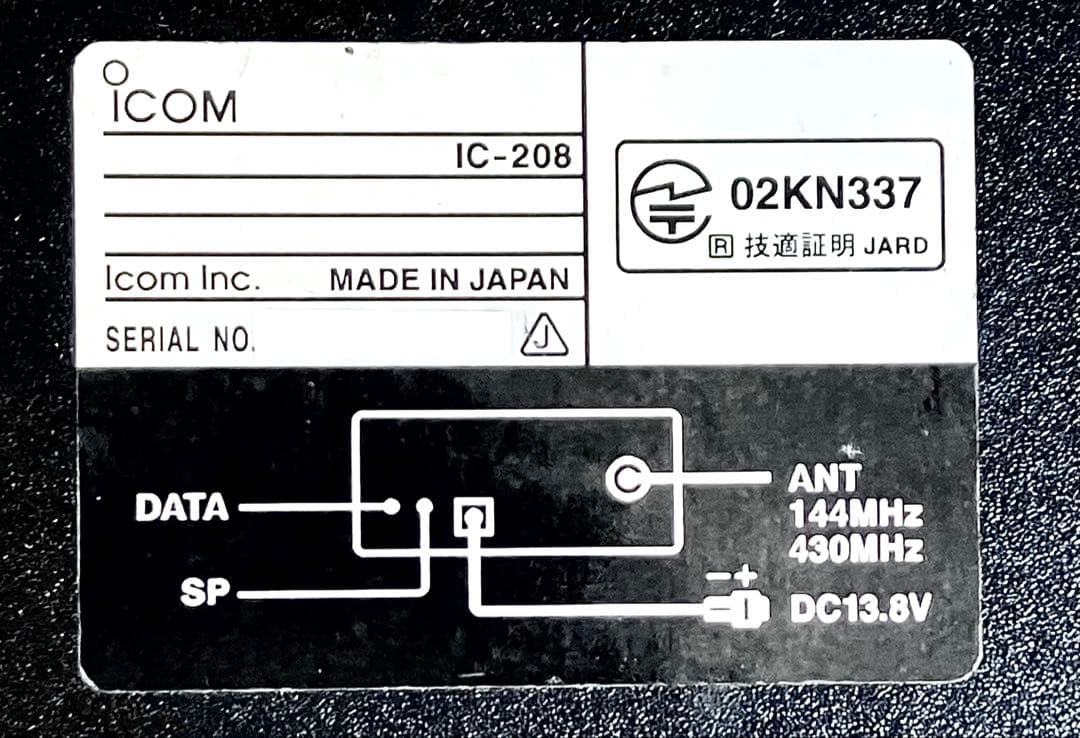 ICOM
IC-208
Icom Inc. MADE IN JAPAN
SERIAL NO.
J
02KN337
R 技適証明 JARD
DATA
SP
ANT
144MHz
430MHz
- +
DC13.8V